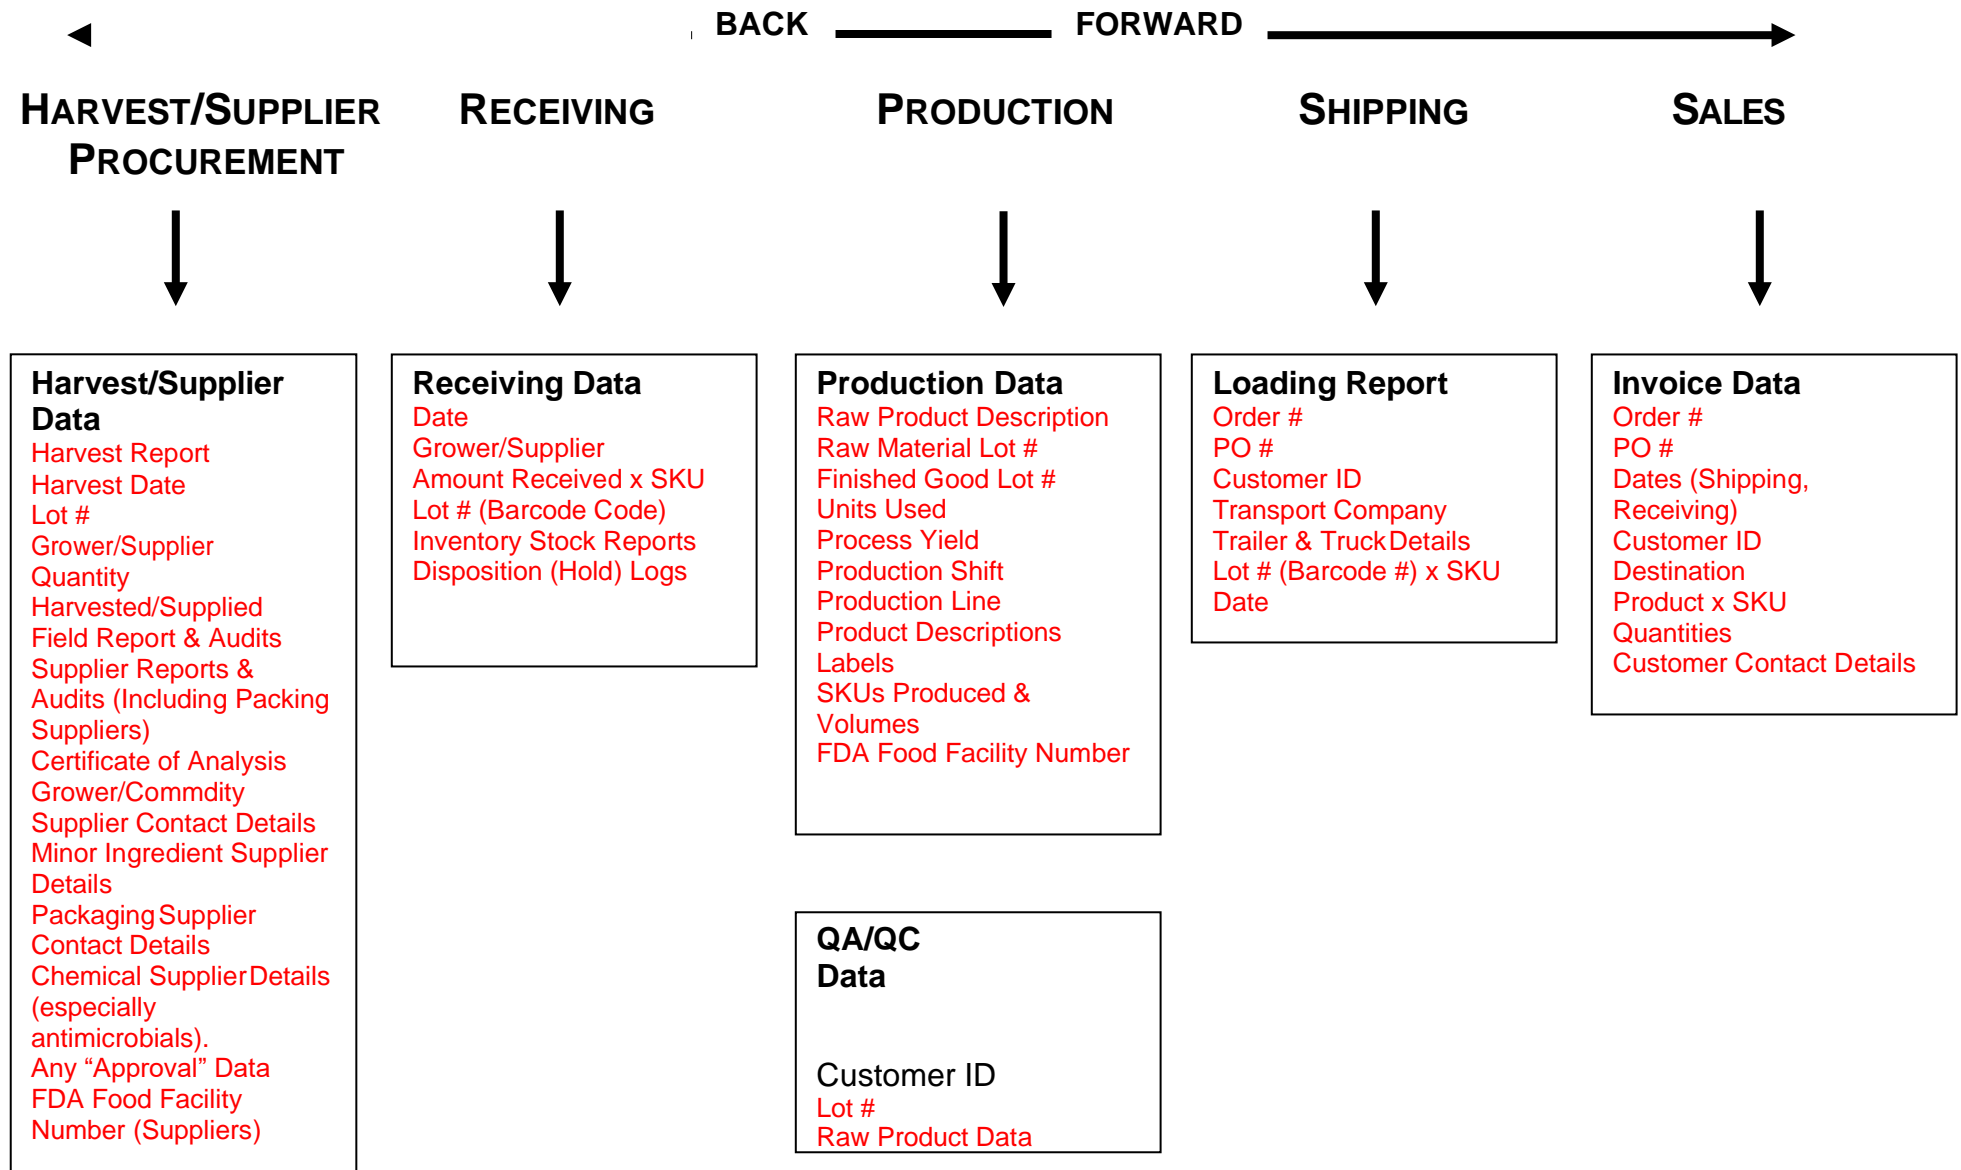 BACK FORWARD
HARVEST/SUPPLIER PROCUREMENT
RECEIVING
PRODUCTION
SHIPPING
SALES
Harvest/Supplier
Data
Harvest Report
Harvest Date
Lot #
Grower/Supplier
Quantity
Harvested/Supplied
Field Report & Audits
Supplier Reports &
Audits (Including Packing
Suppliers)
Certificate of Analysis
Grower/Commdity
Supplier Contact Details
Minor Ingredient Supplier
Details
Packaging Supplier
Contact Details
Chemical Supplier Details
(especially
antimicrobials).
Any “Approval” Data
FDA Food Facility
Number (Suppliers)
Receiving Data
Date
Grower/Supplier
Amount Received x SKU
Lot # (Barcode Code)
Inventory Stock Reports
Disposition (Hold) Logs
Production Data
Raw Product Description
Raw Material Lot #
Finished Good Lot #
Units Used
Process Yield
Production Shift
Production Line
Product Descriptions
Labels
SKUs Produced &
Volumes
FDA Food Facility Number
QA/QC
Data
Customer ID
Lot #
Raw Product Data
Loading Report
Order #
PO #
Customer ID
Transport Company
Trailer & Truck Details
Lot # (Barcode #) x SKU
Date
Invoice Data
Order #
PO #
Dates (Shipping,
Receiving)
Customer ID
Destination
Product x SKU
Quantities
Customer Contact Details